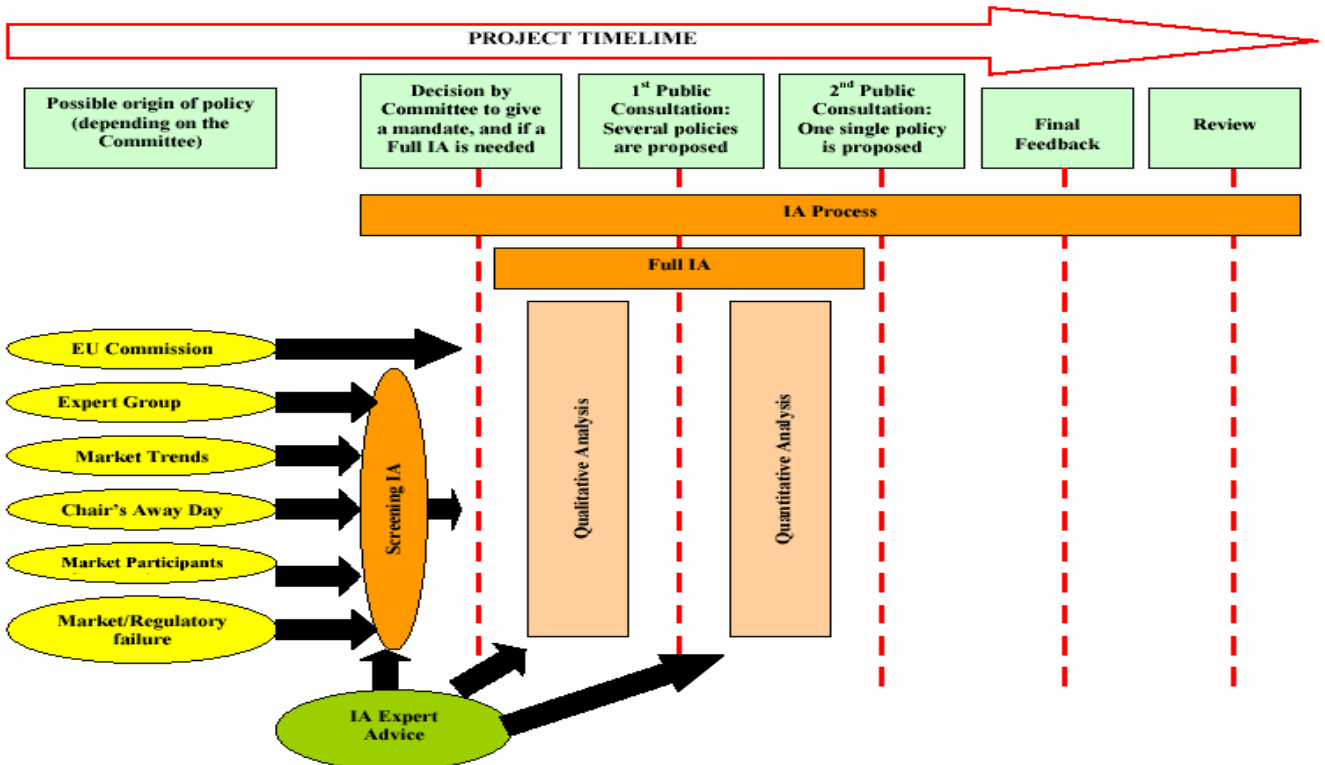 PROJECT TIMELIME
Possible origin of policy
(depending on the
Committee)
Decision by
Committee to give
a mandate, and if a
Full IA is needed
1st Public
Consultation:
Several policies
are proposed
2nd Public
Consultation:
One single policy
is proposed
Final
Feedback
Review
IA Process
Full IA
EU Commission
Expert Group
Market Trends
Chair's Away Day
Market Participants
Market/Regulatory
failure
Screening IA
Qualitative Analysis
Quantitative Analysis
IA Expert
Advice